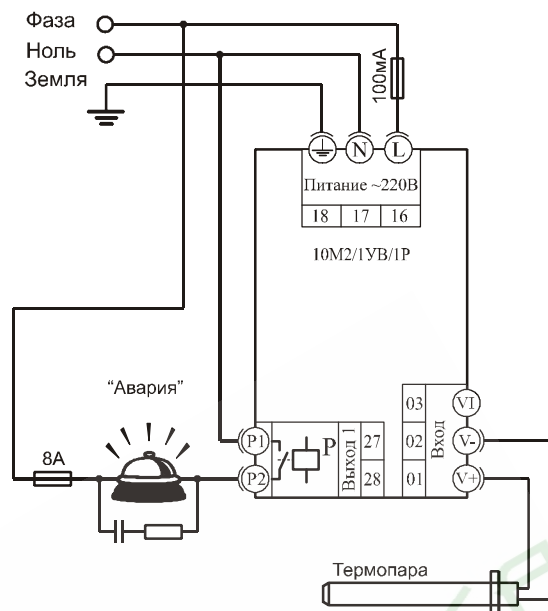 Фаза
Ноль
Земля
100мА
N
L
Питание ~220В
18 17 16
10М2/1УВ/1Р
“Авария”
8А
P1
P2
Р
Выход 1
27
28
03
02
01
Вход
VI
V-
V+
Термопара